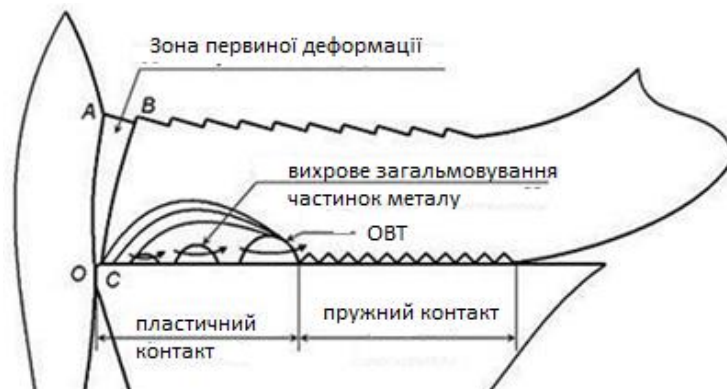 Зона первиної деформації
A
B
вихрове загальмовування
частинок металу
ОВТ
O
C
пластичний
контакт
пружний контакт